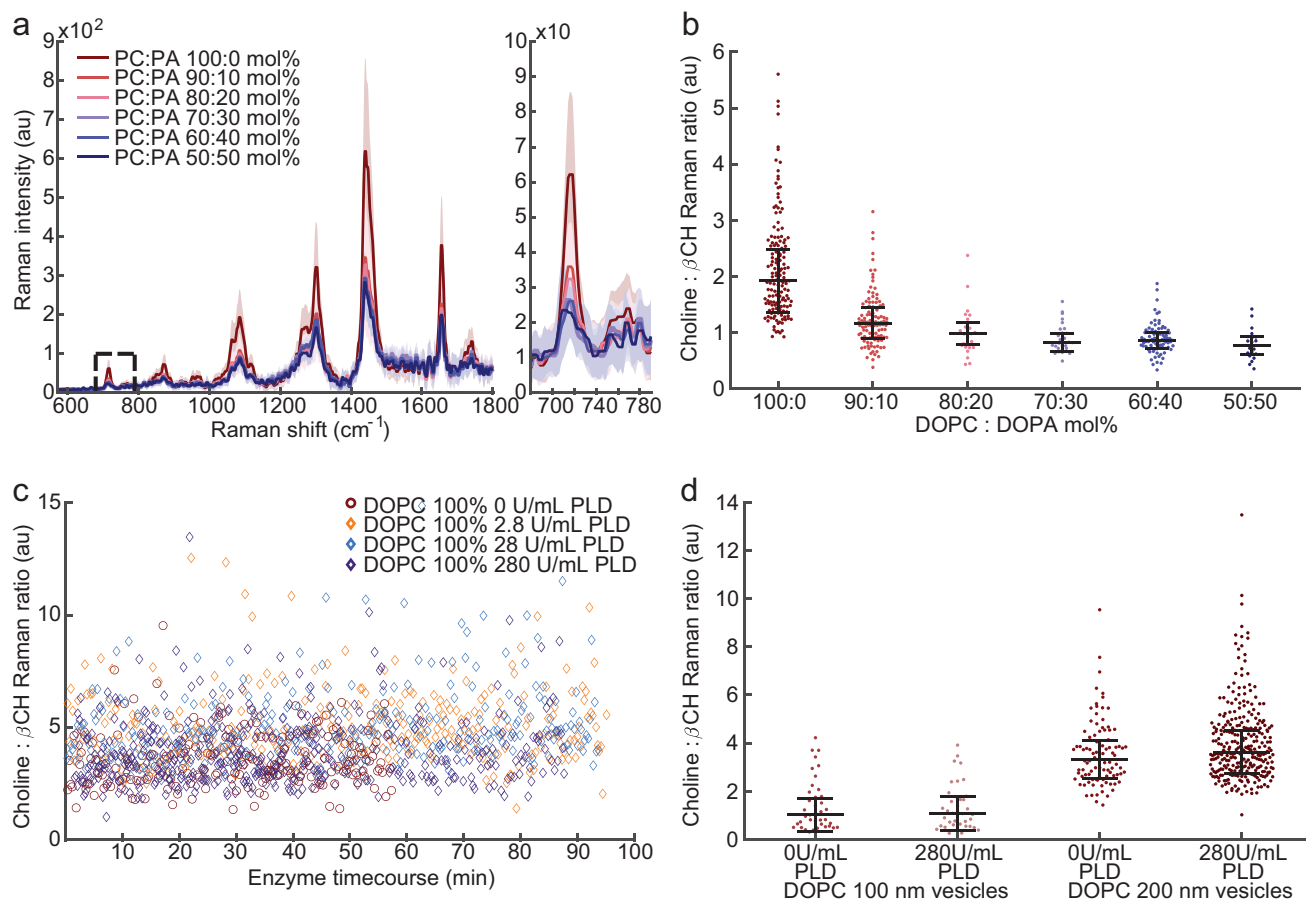 a
×10²
9
8
7
6
5
4
3
2
1
0
Raman intensity (au)
PC:PA 100:0 mol%
PC:PA 90:10 mol%
PC:PA 80:20 mol%
PC:PA 70:30 mol%
PC:PA 60:40 mol%
PC:PA 50:50 mol%
600 800 1000 1200 1400 1600 1800
Raman shift (cm⁻¹)
×10
10
9
8
7
6
5
4
3
2
1
0
700 740 780
b
6
5
4
3
2
1
0
Choline : βCH Raman ratio (au)
100:0 90:10 80:20 70:30 60:40 50:50
DOPC : DOPA mol%
c
15
10
5
0
Choline : βCH Raman ratio (au)
DOPC 100% 0 U/mL PLD
DOPC 100% 2.8 U/mL PLD
DOPC 100% 28 U/mL PLD
DOPC 100% 280 U/mL PLD
10 20 30 40 50 60 70 80 90 100
Enzyme timecourse (min)
d
14
12
10
8
6
4
2
0
Choline : βCH Raman ratio (au)
0U/mL 280U/mL 0U/mL 280U/mL
PLD PLD PLD PLD
DOPC 100 nm vesicles DOPC 200 nm vesicles